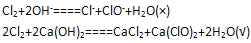 Cl₂+2OH⁻====Cl⁻+ClO⁻+H₂O(×)
2Cl₂+2Ca(OH)₂====CaCl₂+Ca(ClO)₂+2H₂O(√)